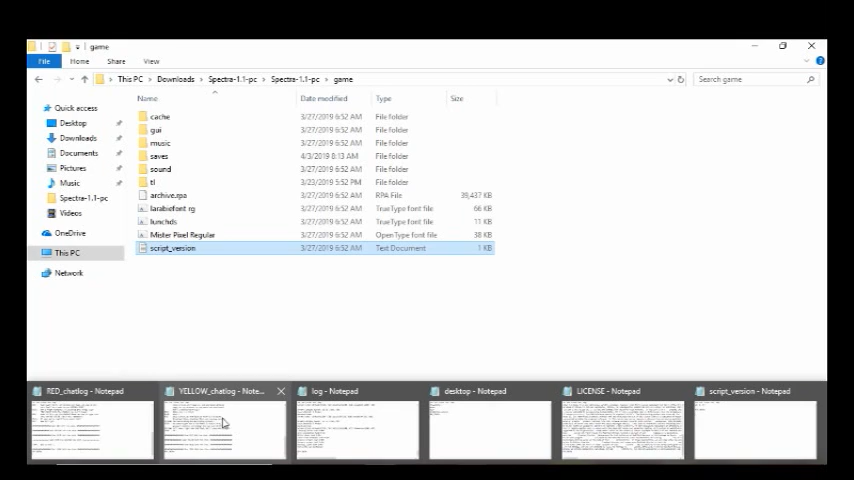 game
File Home Share View
This PC Downloads Spectra-1.1-pc Spectra-1.1-pc game Search game
Name Date modified Type Size
Quick access
Desktop
Downloads
Documents
Pictures
Music
Spectra-1.1-pc
Videos
OneDrive
This PC
Network
cache 3/27/2019 6:52 AM File folder
gui 3/27/2019 6:52 AM File folder
music 3/27/2019 6:52 AM File folder
saves 4/3/2019 8:13 AM File folder
sound 3/27/2019 6:52 AM File folder
tl 3/23/2019 5:52 PM File folder
archive.rpa 3/27/2019 6:52 AM RPA File 39,437 KB
larabiefont rg 3/27/2019 6:52 AM TrueType font file 66 KB
lunchds 3/27/2019 6:52 AM TrueType font file 11 KB
Mister Pixel Regular 3/27/2019 6:52 AM OpenType font file 38 KB
script_version 3/27/2019 6:52 AM Text Document 1 KB
RED_chatlog - Notepad YELLOW_chatlog - Note... log - Notepad desktop - Notepad LICENSE - Notepad script_version - Notepad